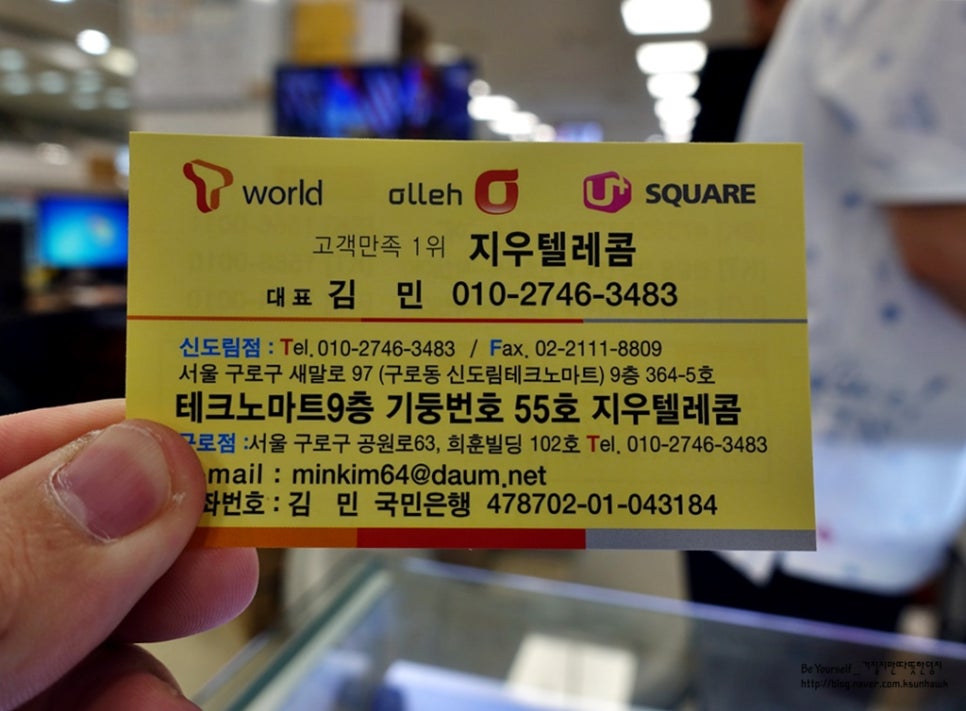 T world olleh U+ SQUARE
고객만족 1위 지우텔레콤
대표 김 민 010-2746-3483
신도림점 : Tel. 010-2746-3483 / Fax. 02-2111-8809
서울 구로구 새말로 97 (구로동 신도림테크노마트) 9층 364-5호
테크노마트9층 기둥번호 55호 지우텔레콤
구로점 :서울 구로구 공원로63, 희훈빌딩 102호 Tel. 010-2746-3483
mail : minkim64@daum.net
좌번호 : 김 민 국민은행 478702-01-043184
Be Yourself
http://blog.naver.com.ksunhawk